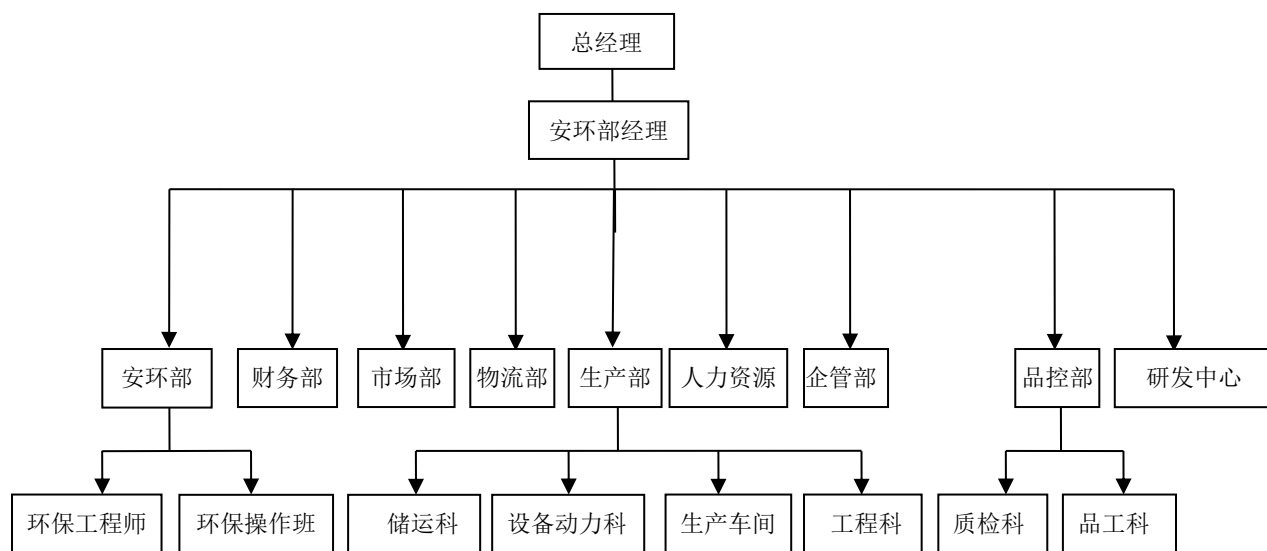 总经理
安环部经理
安环部
财务部
市场部
物流部
生产部
人力资源
企管部
品控部
研发中心
环保工程师
环保操作班
储运科
设备动力科
生产车间
工程科
质检科
品工科